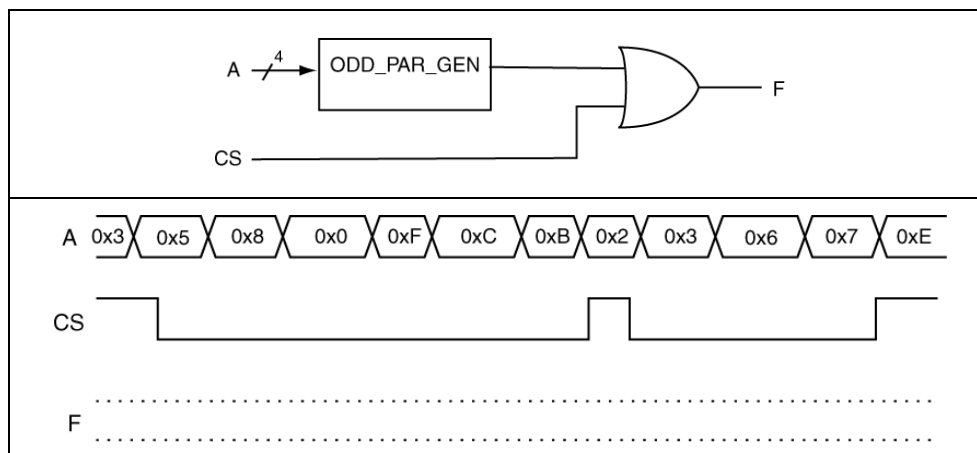 A 4 ODD_PAR_GEN F
CS
A 0x3 0x5 0x8 0x0 0xF 0xC 0xB 0x2 0x3 0x6 0x7 0xE
CS
F